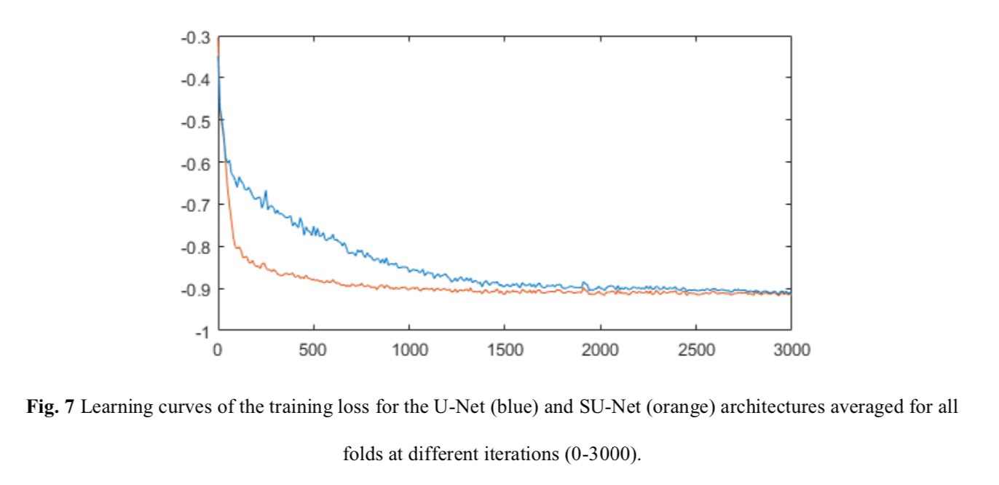 -0.3
-0.4
-0.5
-0.6
-0.7
-0.8
-0.9
-1
0 500 1000 1500 2000 2500 3000
Fig. 7 Learning curves of the training loss for the U-Net (blue) and SU-Net (orange) architectures averaged for all
folds at different iterations (0-3000).